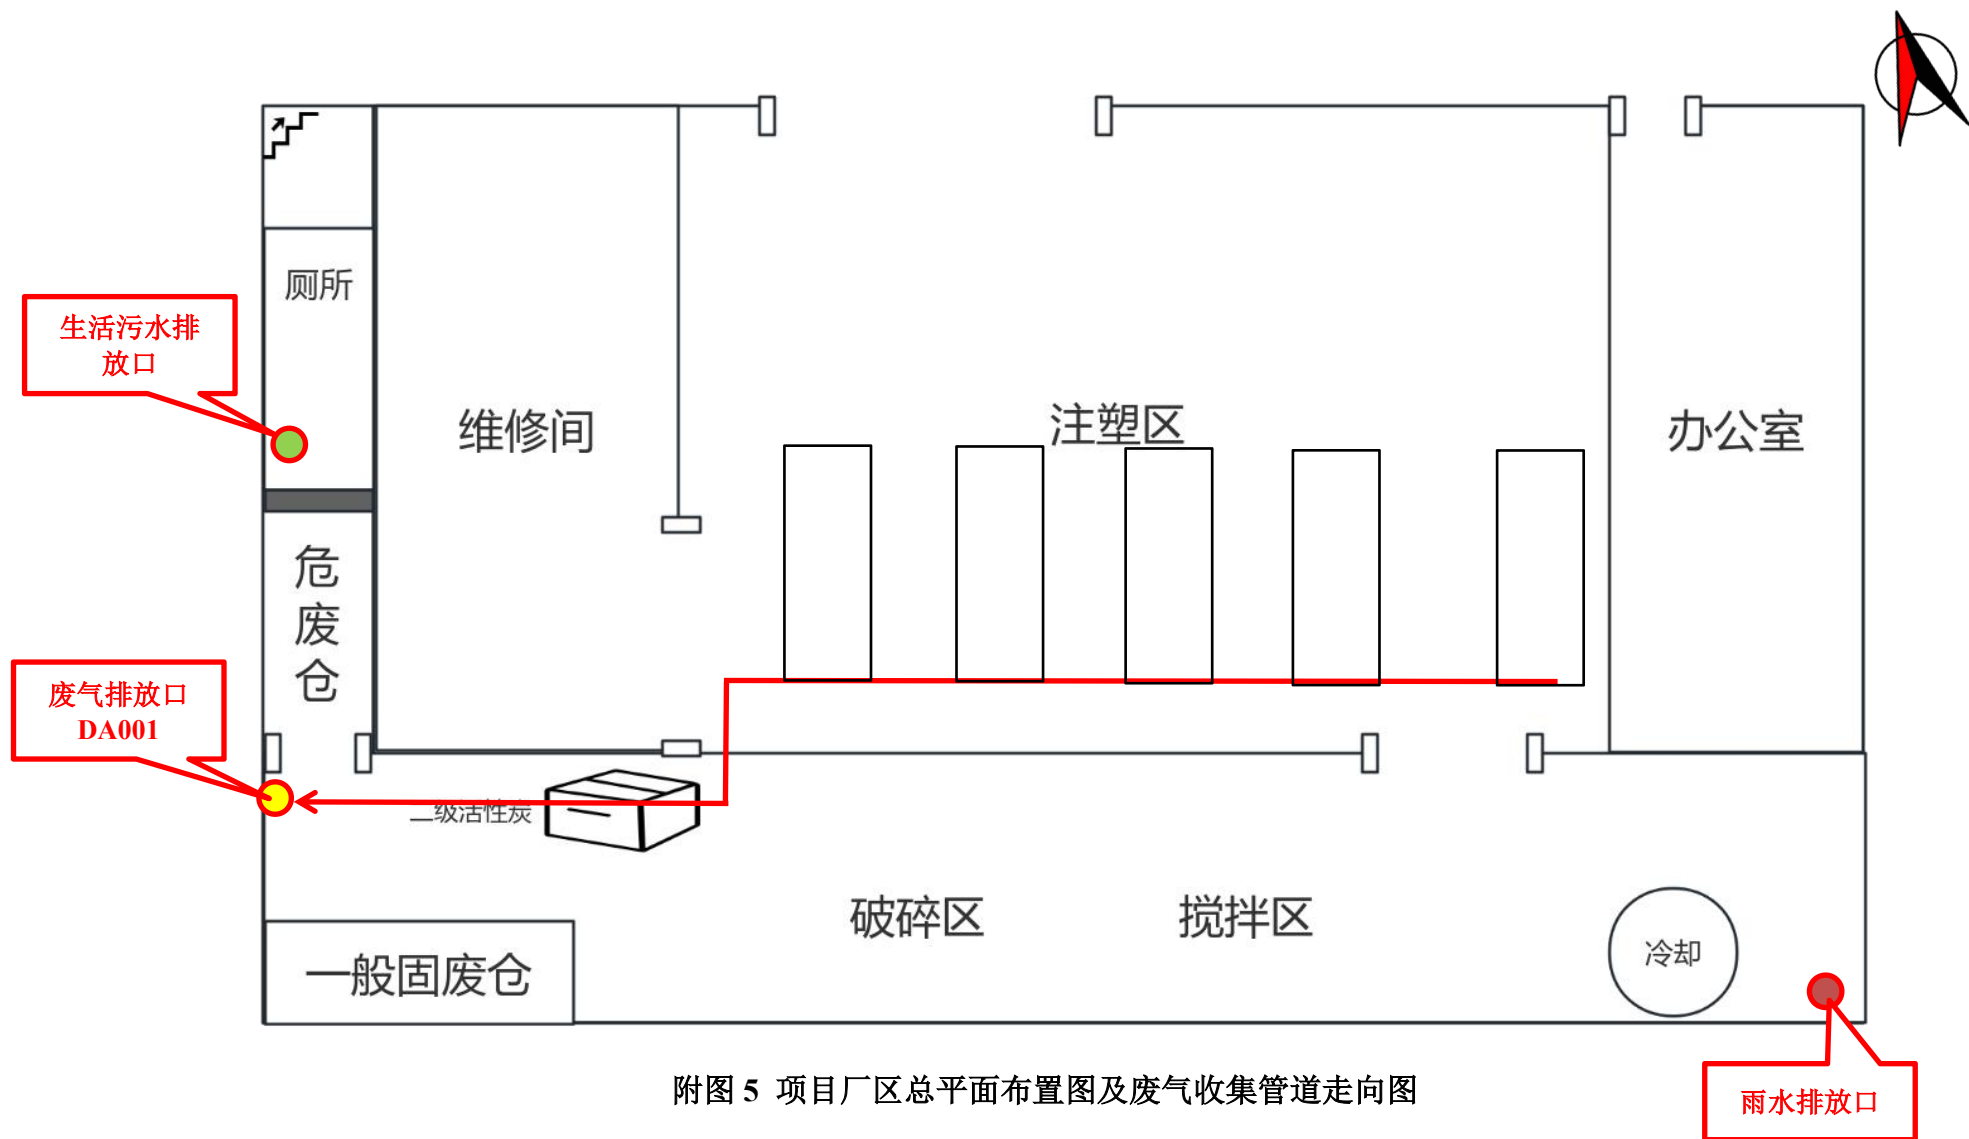 厕所
生活污水排
放口
维修间
注塑区
办公室
危
废
仓
废气排放口
DA001
二级活性炭
破碎区
搅拌区
冷却
一般固废仓
附图 5 项目厂区总平面布置图及废气收集管道走向图
雨水排放口